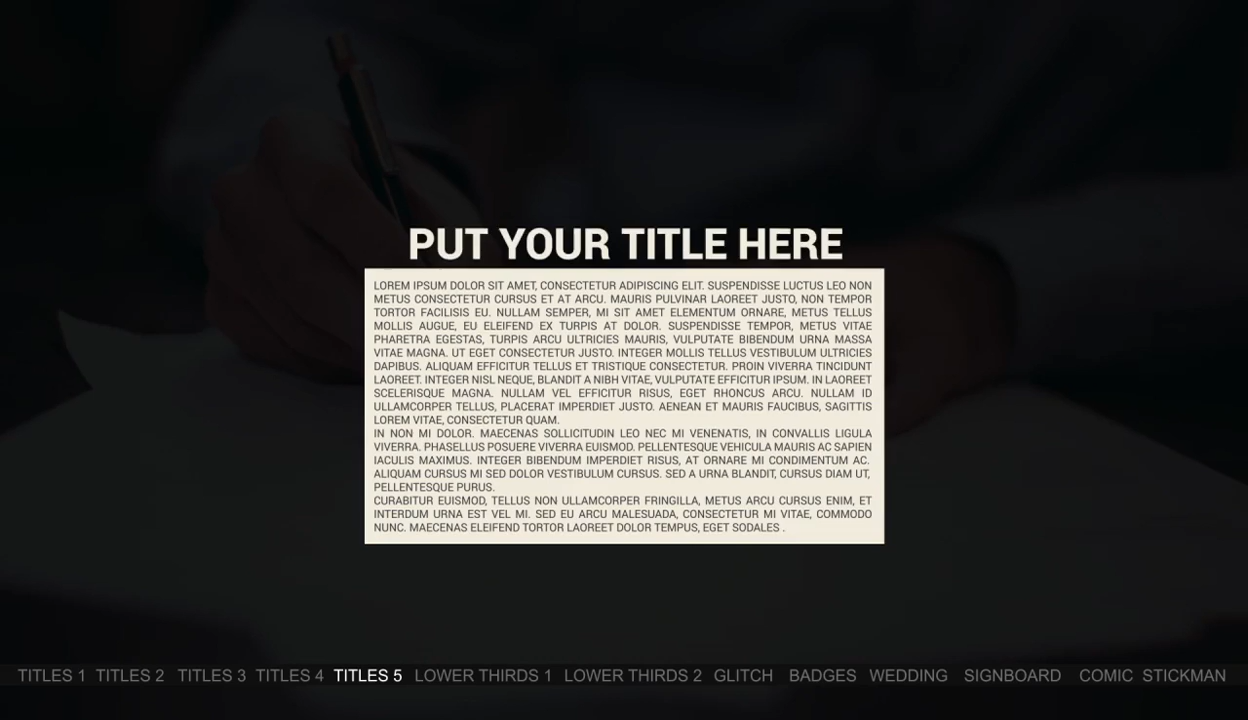 PUT YOUR TITLE HERE
LOREM IPSUM DOLOR SIT AMET, CONSECTETUR ADIPISCING ELIT. SUSPENDISSE LUCTUS LEO NON
METUS CONSECTETUR CURSUS ET AT ARCU. MAURIS PULVINAR LAOREET JUSTO, NON TEMPOR
TORTOR FACILISIS EU. NULLAM SEMPER, MI SIT AMET ELEMENTUM ORNARE, METUS TELLUS
MOLLIS AUGUE, EU ELEIFEND EX TURPIS AT DOLOR. SUSPENDISSE TEMPOR, METUS VITAE
PHARETRA EGESTAS, TURPIS ARCU ULTRICIES MAURIS, VULPUTATE BIBENDUM URNA MASSA
VITAE MAGNA. UT EGET CONSECTETUR JUSTO. INTEGER MOLLIS TELLUS VESTIBULUM ULTRICIES
DAPIBUS. ALIQUAM EFFICITUR TELLUS ET TRISTIQUE CONSECTETUR. PROIN VIVERRA TINCIDUNT
LAOREET. INTEGER NISL NEQUE, BLANDIT A NIBH VITAE, VULPUTATE EFFICITUR IPSUM. IN LAOREET
SCELERISQUE MAGNA. NULLAM VEL EFFICITUR RISUS, EGET RHONCUS ARCU. NULLAM ID
ULLAMCORPER TELLUS, PLACERAT IMPERDIET JUSTO. AENEAN ET MAURIS FAUCIBUS, SAGITTIS
LOREM VITAE, CONSECTETUR QUAM.
IN NON MI DOLOR. MAECENAS SOLLICITUDIN LEO NEC MI VENENATIS, IN CONVALLIS LIGULA
VIVERRA. PHASELLUS POSUERE VIVERRA EUISMOD. PELLENTESQUE VEHICULA MAURIS AC SAPIEN
IACULIS MAXIMUS. INTEGER BIBENDUM IMPERDIET RISUS, AT ORNARE MI CONDIMENTUM AC.
ALIQUAM CURSUS MI SED DOLOR VESTIBULUM CURSUS. SED A URNA BLANDIT, CURSUS DIAM UT,
PELLENTESQUE PURUS.
CURABITUR EUISMOD, TELLUS NON ULLAMCORPER FRINGILLA, METUS ARCU CURSUS ENIM, ET
INTERDUM URNA EST VEL MI. SED EU ARCU MALESUADA, CONSECTETUR MI VITAE, COMMODO
NUNC. MAECENAS ELEIFEND TORTOR LAOREET DOLOR TEMPUS, EGET SODALES .
TITLES 1 TITLES 2 TITLES 3 TITLES 4 TITLES 5 LOWER THIRDS 1 LOWER THIRDS 2 GLITCH BADGES WEDDING SIGNBOARD COMIC STICKMAN